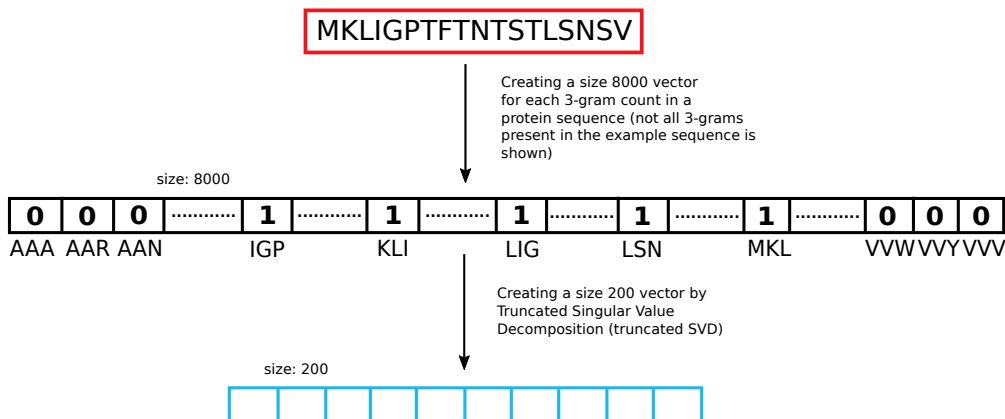 MKLIGPTFTNTSTLSNSV
Creating a size 8000 vector
for each 3-gram count in a
protein sequence (not all 3-grams
present in the example sequence is
shown)
size: 8000
0 0 0 ............ 1 ............ 1 ............ 1 ............ 1 ............ 1 ............ 0 0 0
AAA AAR AAN IGP KLI LIG LSN MKL VVW VVY VVV
Creating a size 200 vector by
Truncated Singular Value
Decomposition (truncated SVD)
size: 200